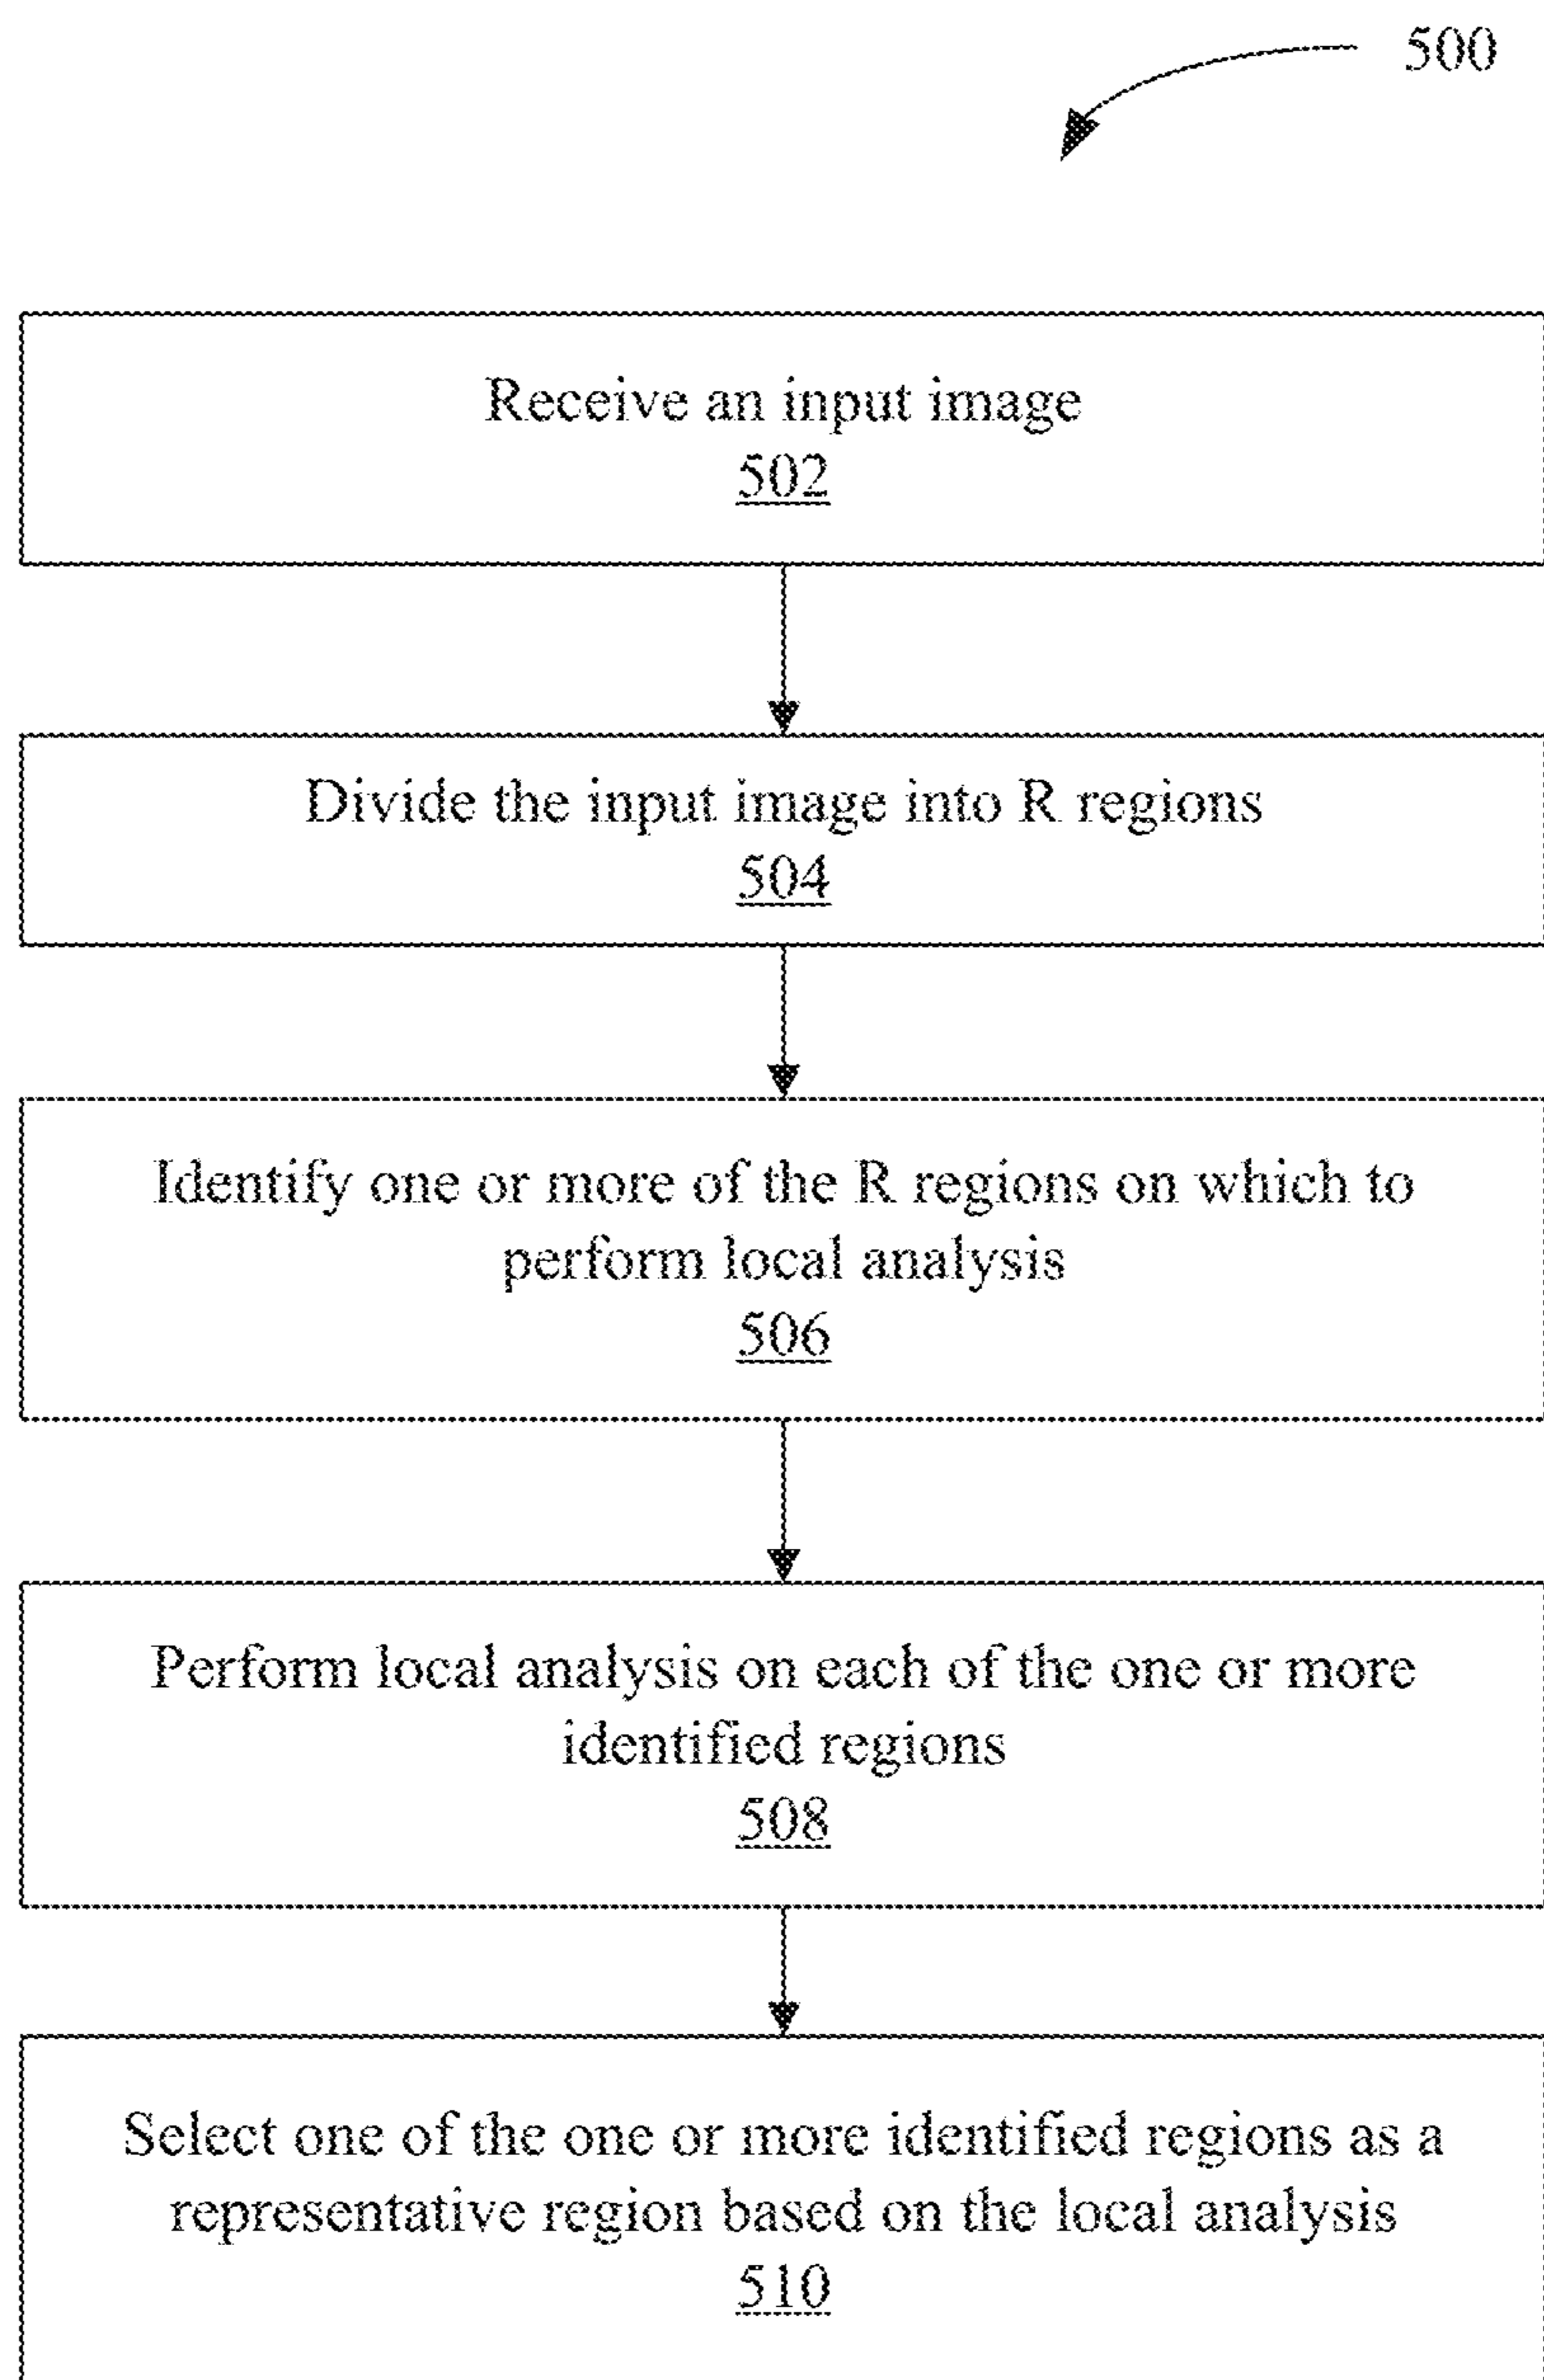 500
Receive an input image
502
Divide the input image into R regions
504
Identify one or more of the R regions on which to
perform local analysis
506
Perform local analysis on each of the one or more
identified regions
508
Select one of the one or more identified regions as a
representative region based on the local analysis
510